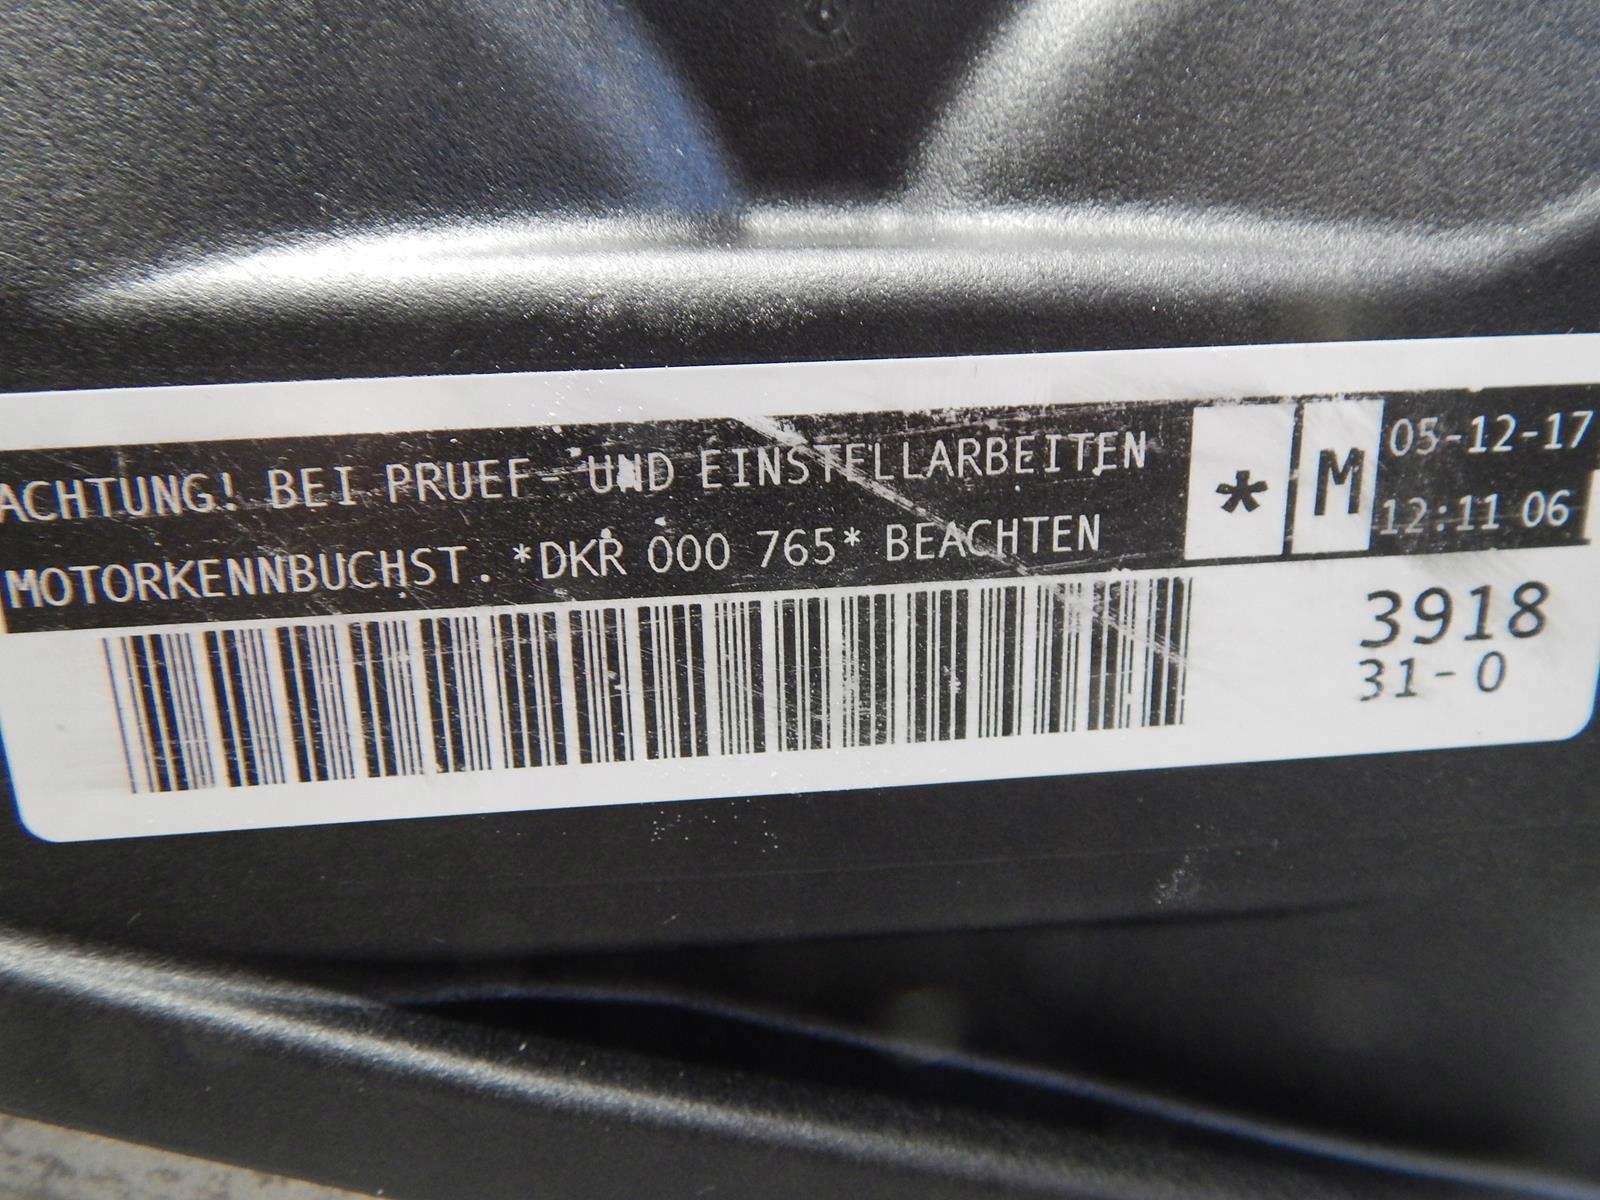 ACHTUNG! BEI PRUEF- UND EINSTELLARBEITEN
MOTORKENNBUCHST. *DKR 000 765* BEACHTEN
* M
05-12-17
12:11 06
3918
31-0